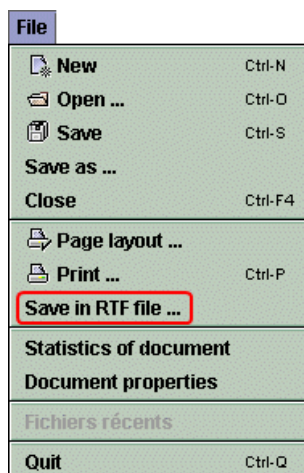 File
New Ctrl-N
Open ... Ctrl-O
Save Ctrl-S
Save as ...
Close Ctrl-F4
Page layout ...
Print ... Ctrl-P
Save in RTF file ...
Statistics of document
Document properties
Fichiers récents
Quit Ctrl-Q